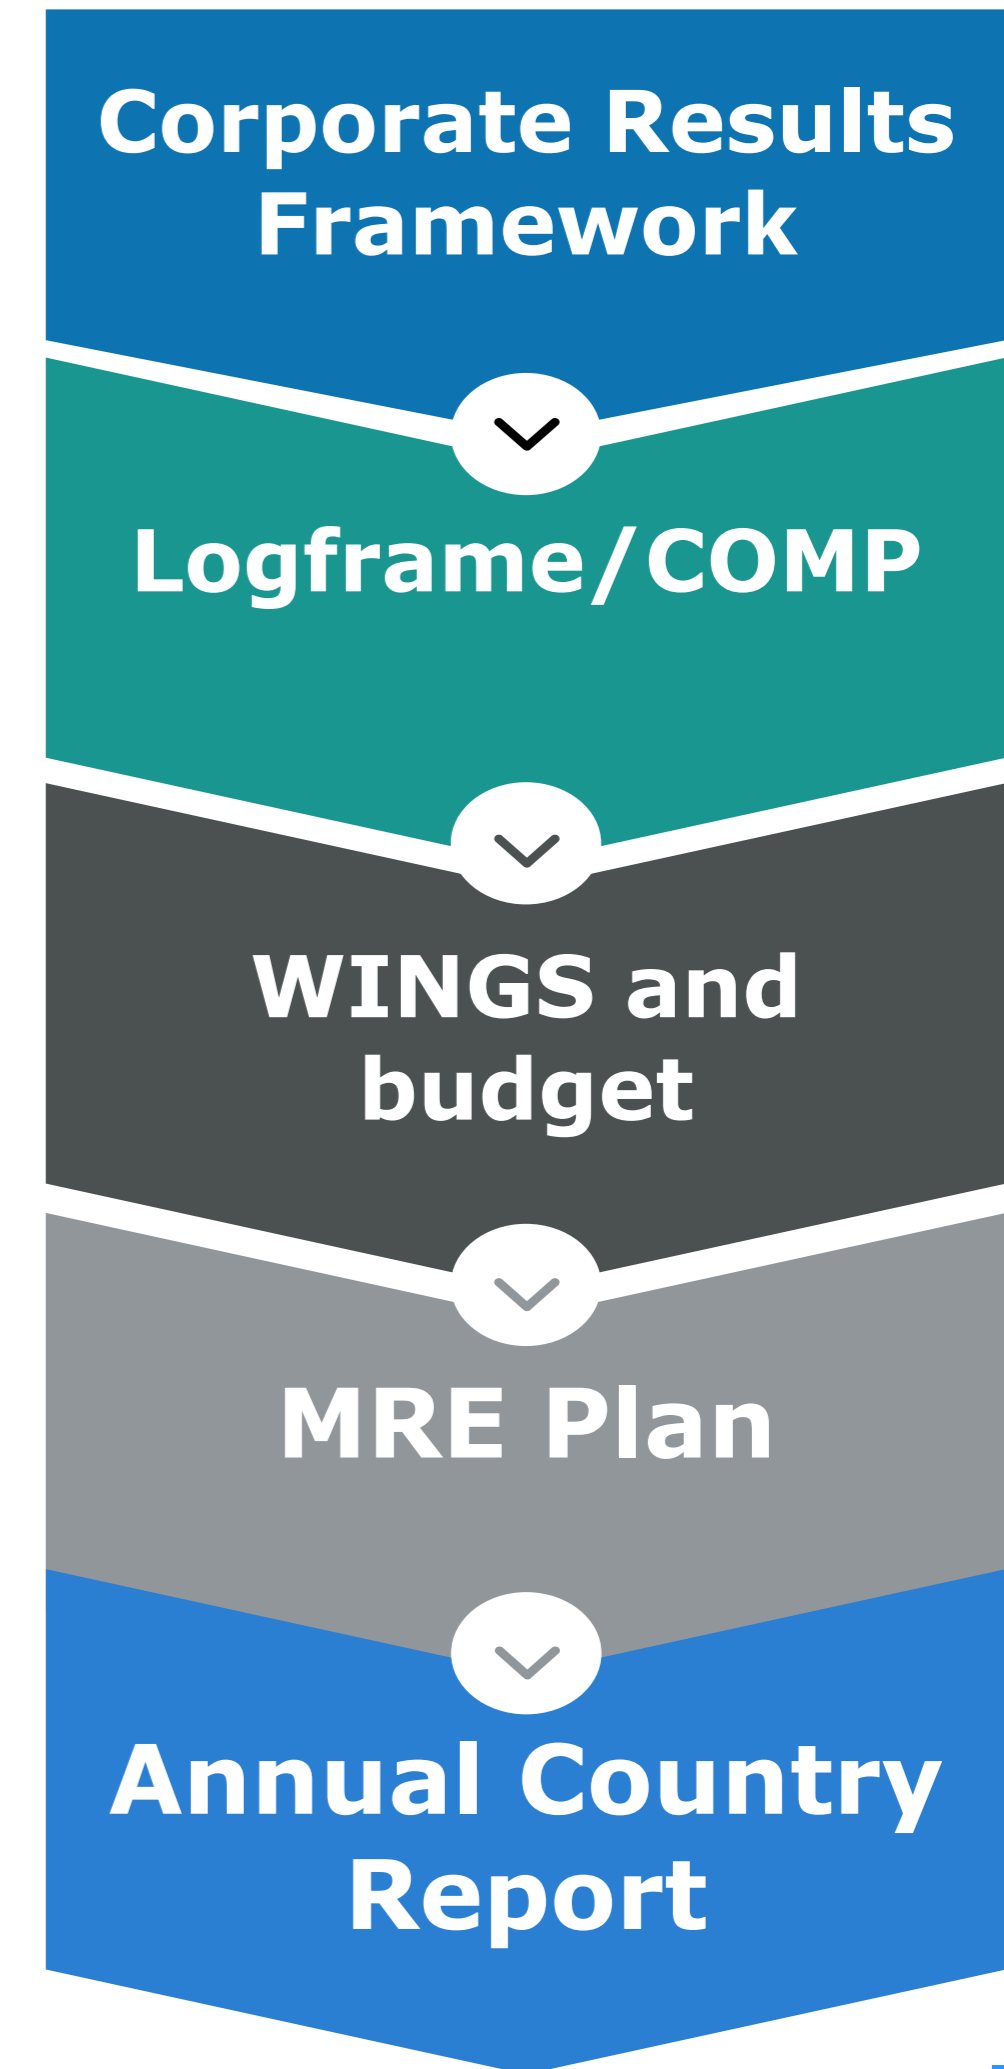 Corporate Results
Framework
Logframe/COMP
WINGS and
budget
MRE Plan
Annual Country
Report